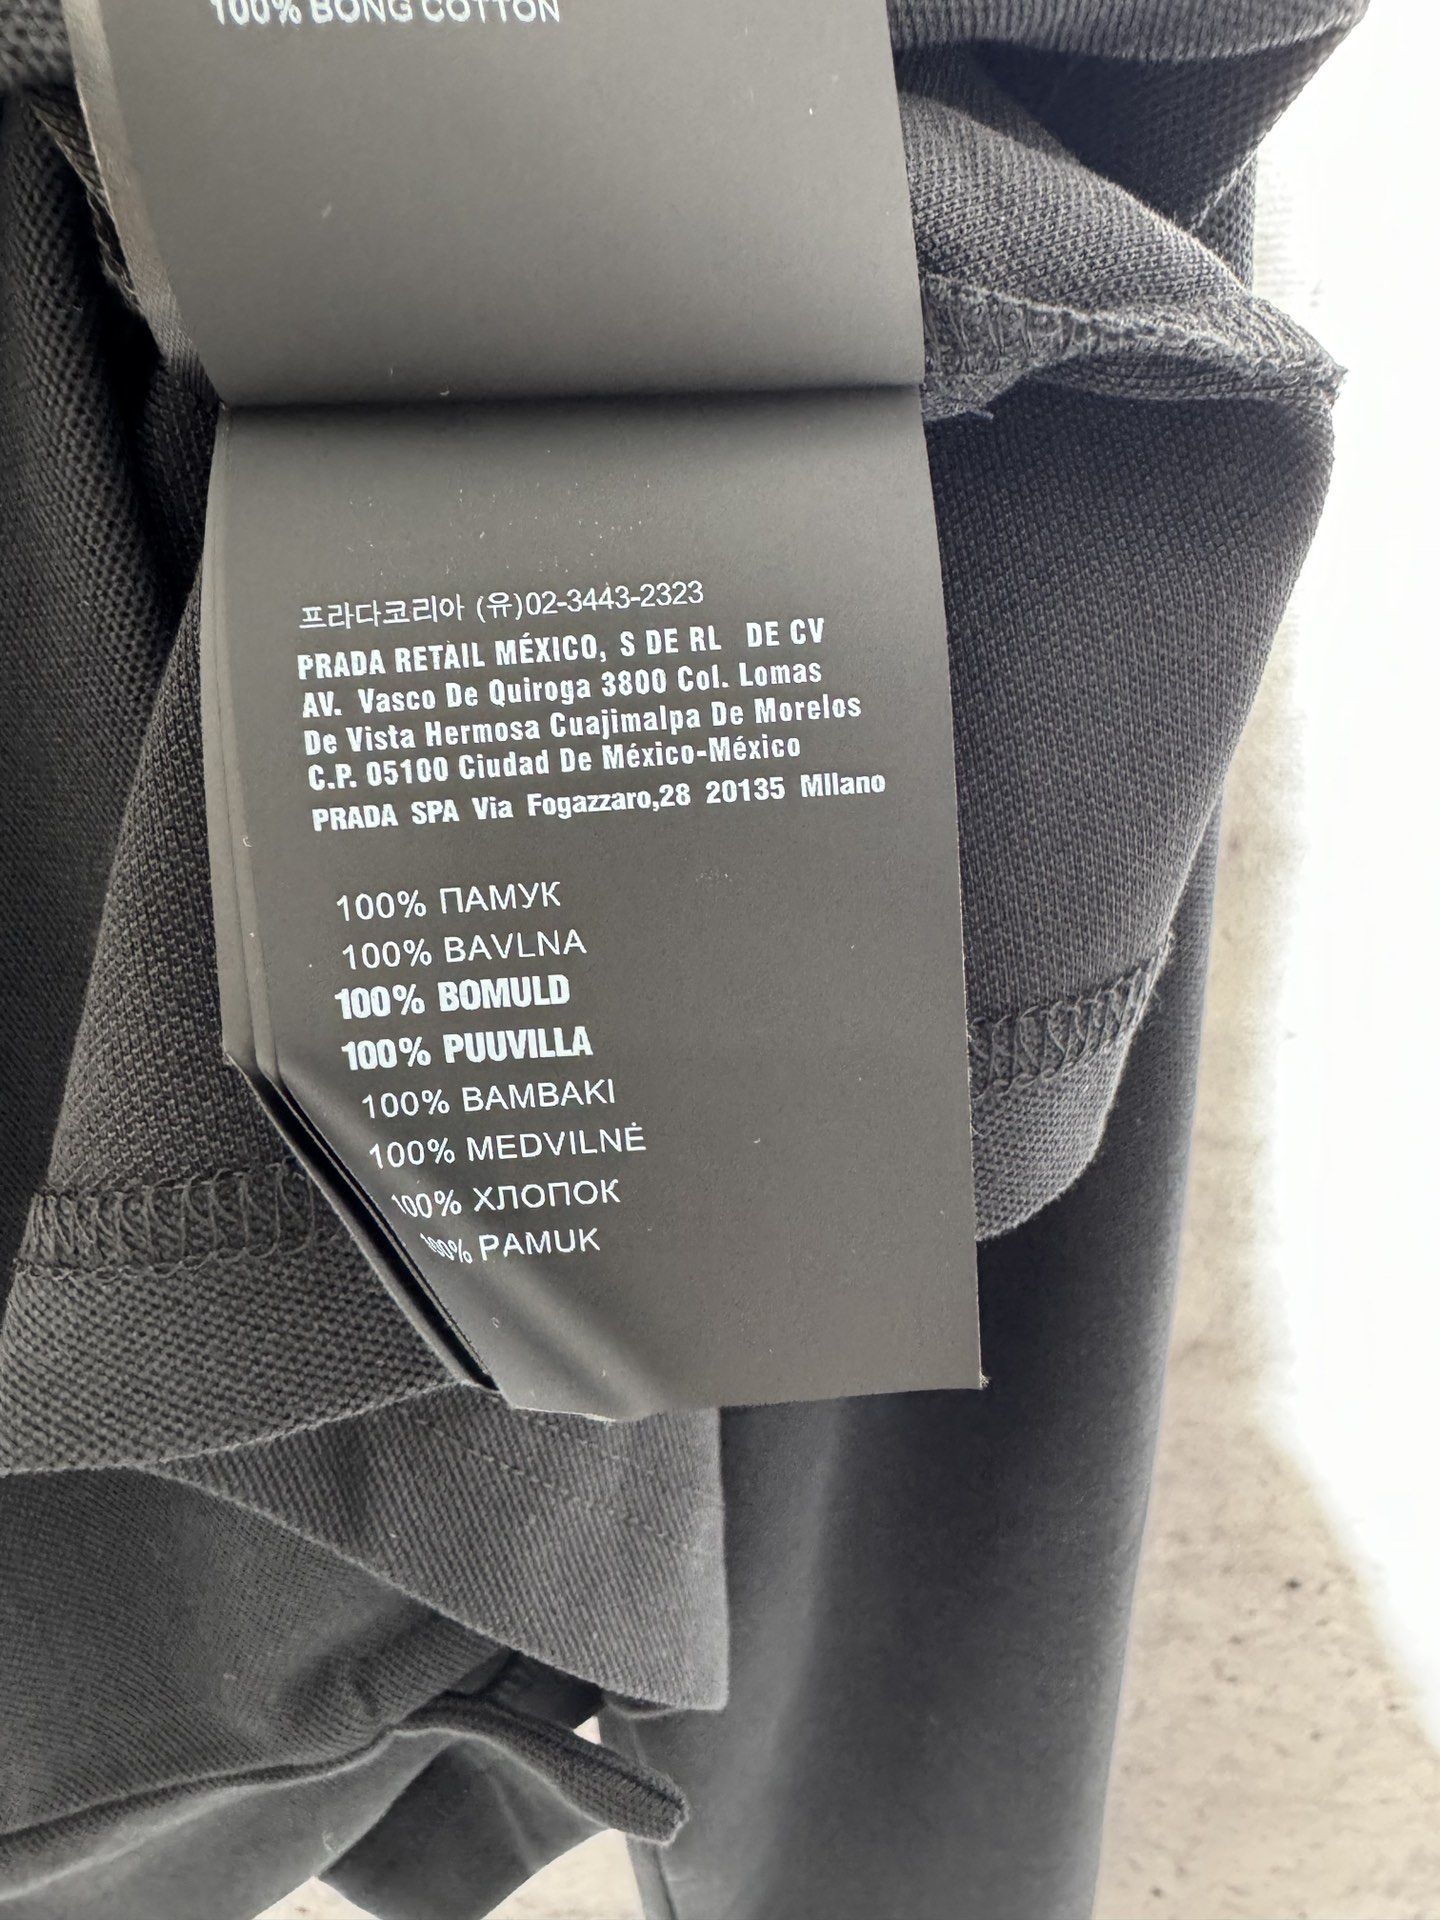 100% BONG COTTON
프라다코리아 (유)02-3443-2323
PRADA RETAIL MÉXICO, S DE RL DE CV
AV. Vasco De Quiroga 3800 Col. Lomas
De Vista Hermosa Cuajimalpa De Morelos
C.P. 05100 Ciudad De México-México
PRADA SPA Via Fogazzaro,28 20135 MIlano
100% ПАМУК
100% BAVLNA
100% BOMULD
100% PUUVILLA
100% BAMBAKI
100% MEDVILNĖ
100% ХЛОПОК
100% PAMUK